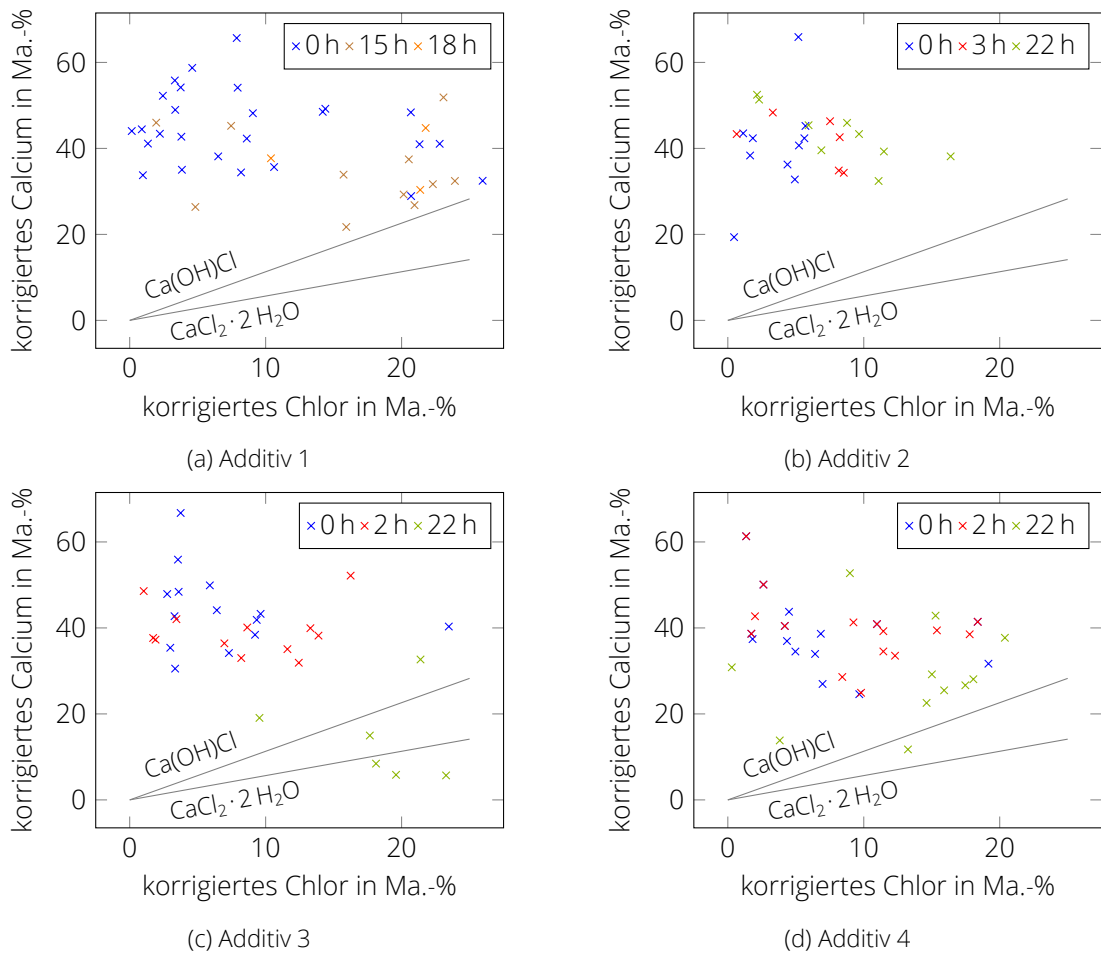 korrigiertes Calcium in Ma.-%
60
40
20
0
0 h 15 h 18 h
Ca(OH)Cl
CaCl₂ · 2 H₂O
0 10 20
korrigiertes Chlor in Ma.-%
(a) Additiv 1
korrigiertes Calcium in Ma.-%
60
40
20
0
0 h 3 h 22 h
Ca(OH)Cl
CaCl₂ · 2 H₂O
0 10 20
korrigiertes Chlor in Ma.-%
(b) Additiv 2
korrigiertes Calcium in Ma.-%
60
40
20
0
0 h 2 h 22 h
Ca(OH)Cl
CaCl₂ · 2 H₂O
0 10 20
korrigiertes Chlor in Ma.-%
(c) Additiv 3
korrigiertes Calcium in Ma.-%
60
40
20
0
0 h 2 h 22 h
Ca(OH)Cl
CaCl₂ · 2 H₂O
0 10 20
korrigiertes Chlor in Ma.-%
(d) Additiv 4